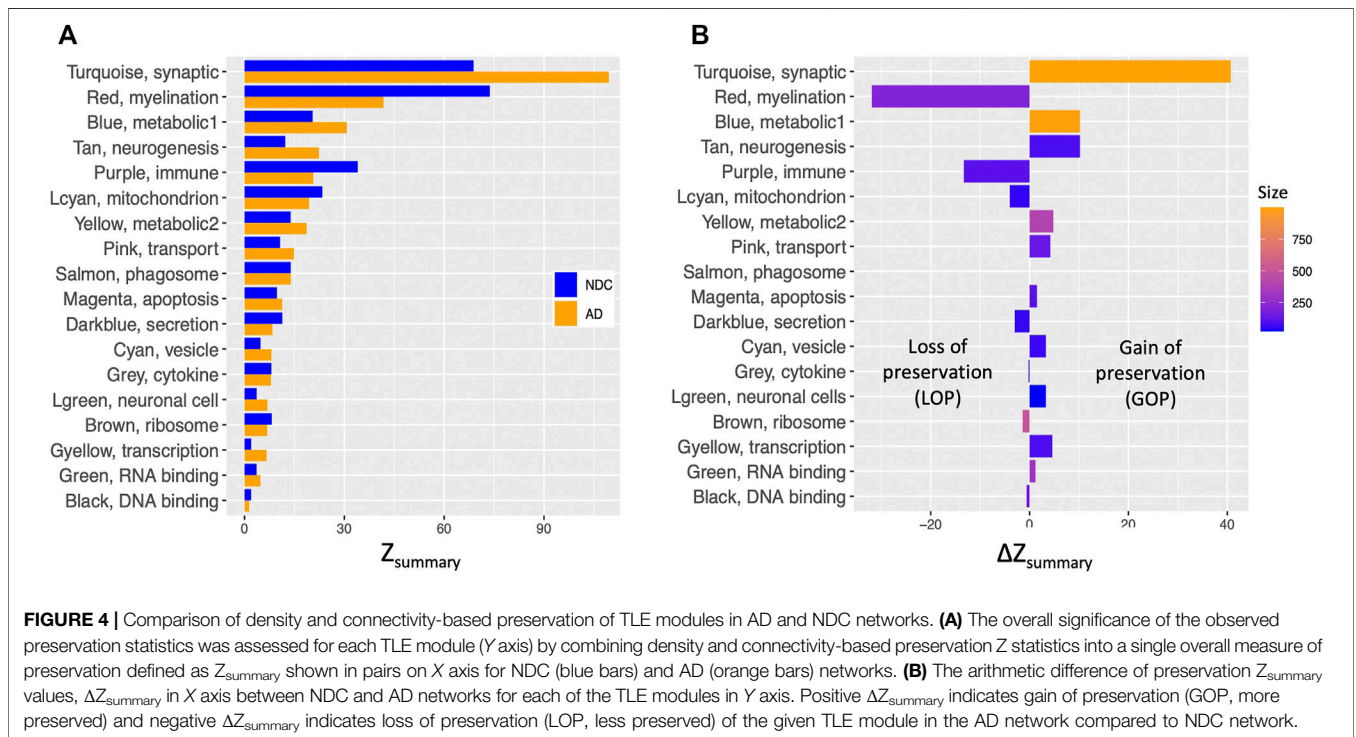 A
Turquoise, synaptic
Red, myelination
Blue, metabolic1
Tan, neurogenesis
Purple, immune
Lcyan, mitochondrion
Yellow, metabolic2
Pink, transport
Salmon, phagosome
Magenta, apoptosis
Darkblue, secretion
Cyan, vesicle
Grey, cytokine
Lgreen, neuronal cell
Brown, ribosome
Gyellow, transcription
Green, RNA binding
Black, DNA binding
NDC
AD
0 30 60 90
Zsummary
B
Turquoise, synaptic
Red, myelination
Blue, metabolic1
Tan, neurogenesis
Purple, immune
Lcyan, mitochondrion
Yellow, metabolic2
Pink, transport
Salmon, phagosome
Magenta, apoptosis
Darkblue, secretion
Cyan, vesicle
Grey, cytokine
Lgreen, neuronal cells
Brown, ribosome
Gyellow, transcription
Green, RNA binding
Black, DNA binding
Loss of
preservation
(LOP)
Gain of
preservation
(GOP)
−20 0 20 40
ΔZsummary
Size
750
500
250
FIGURE 4 | Comparison of density and connectivity-based preservation of TLE modules in AD and NDC networks. (A) The overall significance of the observed
preservation statistics was assessed for each TLE module (Y axis) by combining density and connectivity-based preservation Z statistics into a single overall measure of
preservation defined as Zsummary shown in pairs on X axis for NDC (blue bars) and AD (orange bars) networks. (B) The arithmetic difference of preservation Zsummary
values, ΔZsummary in X axis between NDC and AD networks for each of the TLE modules in Y axis. Positive ΔZsummary indicates gain of preservation (GOP, more
preserved) and negative ΔZsummary indicates loss of preservation (LOP, less preserved) of the given TLE module in the AD network compared to NDC network.